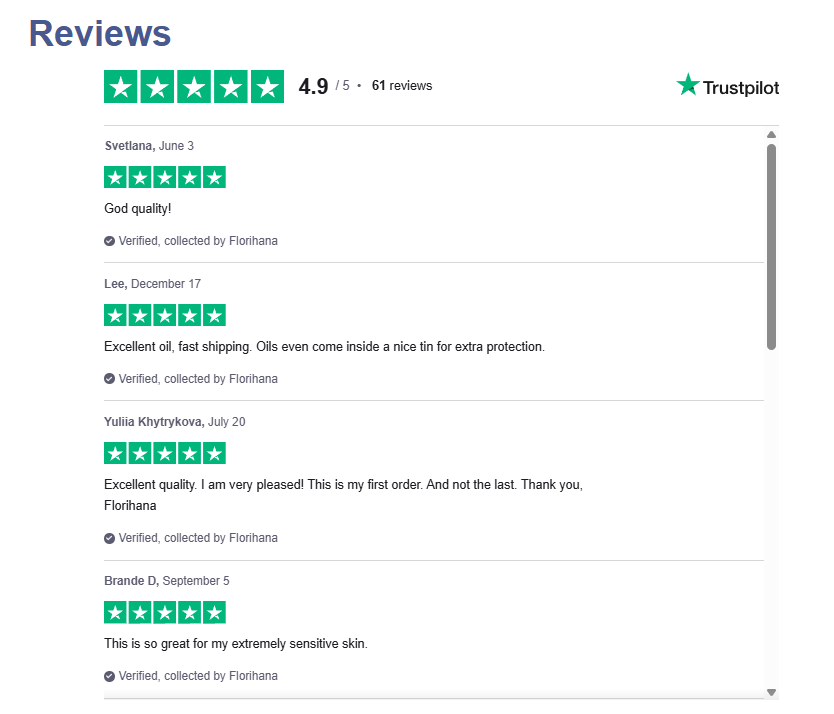 Reviews
4.9 / 5 • 61 reviews
Trustpilot
Svetlana, June 3
God quality!
Verified, collected by Florihana
Lee, December 17
Excellent oil, fast shipping. Oils even come inside a nice tin for extra protection.
Verified, collected by Florihana
Yuliia Khytrykova, July 20
Excellent quality. I am very pleased! This is my first order. And not the last. Thank you,
Florihana
Verified, collected by Florihana
Brande D, September 5
This is so great for my extremely sensitive skin.
Verified, collected by Florihana